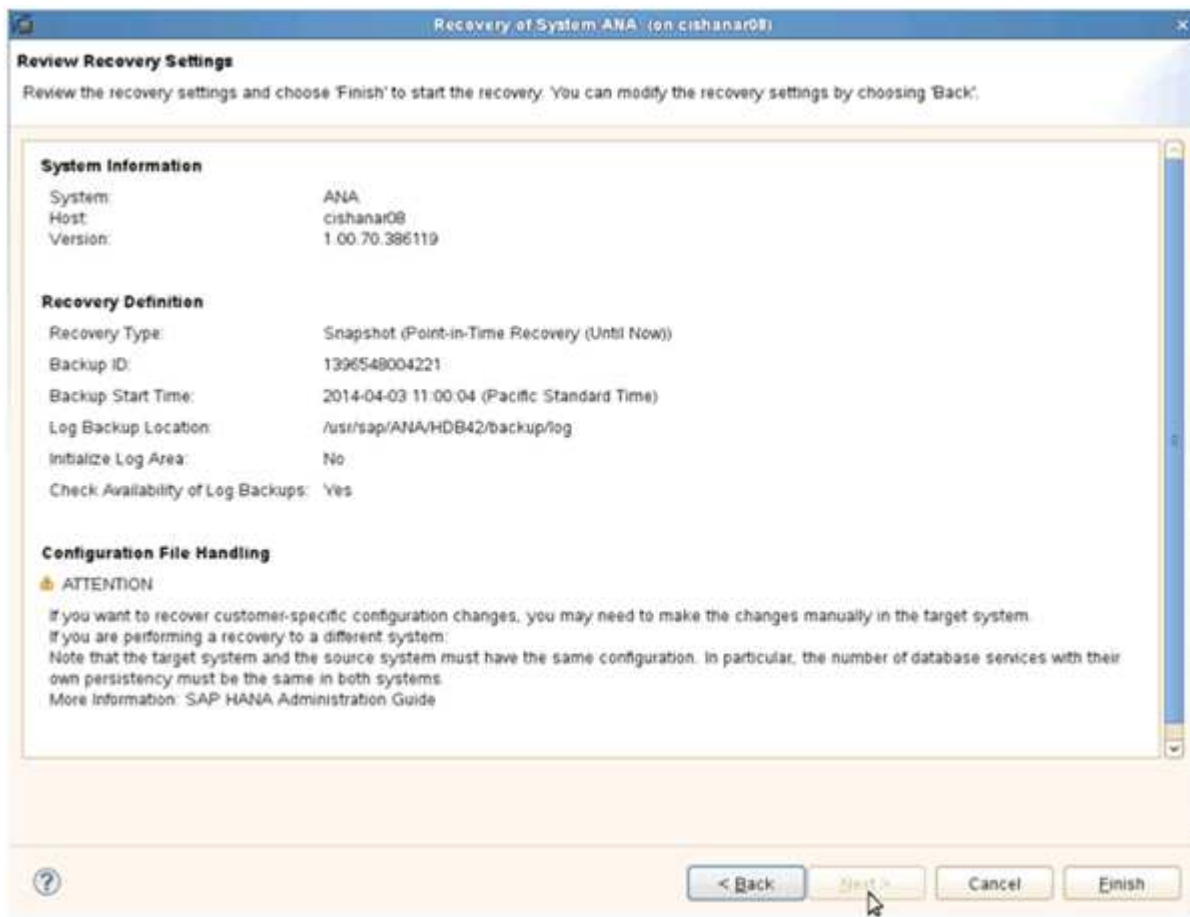 Recovery of System ANA (on cishanar08)
Review Recovery Settings
Review the recovery settings and choose 'Finish' to start the recovery. You can modify the recovery settings by choosing 'Back'.
System Information
System: ANA
Host: cishanar08
Version: 1.00.70.386119
Recovery Definition
Recovery Type: Snapshot (Point-in-Time Recovery (Until Now))
Backup ID: 1396548004221
Backup Start Time: 2014-04-03 11:00:04 (Pacific Standard Time)
Log Backup Location: /usr/sap/ANA/HDB42/backup/log
Initialize Log Area: No
Check Availability of Log Backups: Yes
Configuration File Handling
ATTENTION
If you want to recover customer-specific configuration changes, you may need to make the changes manually in the target system.
If you are performing a recovery to a different system:
Note that the target system and the source system must have the same configuration. In particular, the number of database services with their
own persistency must be the same in both systems.
More Information: SAP HANA Administration Guide
< Back Next > Cancel Finish